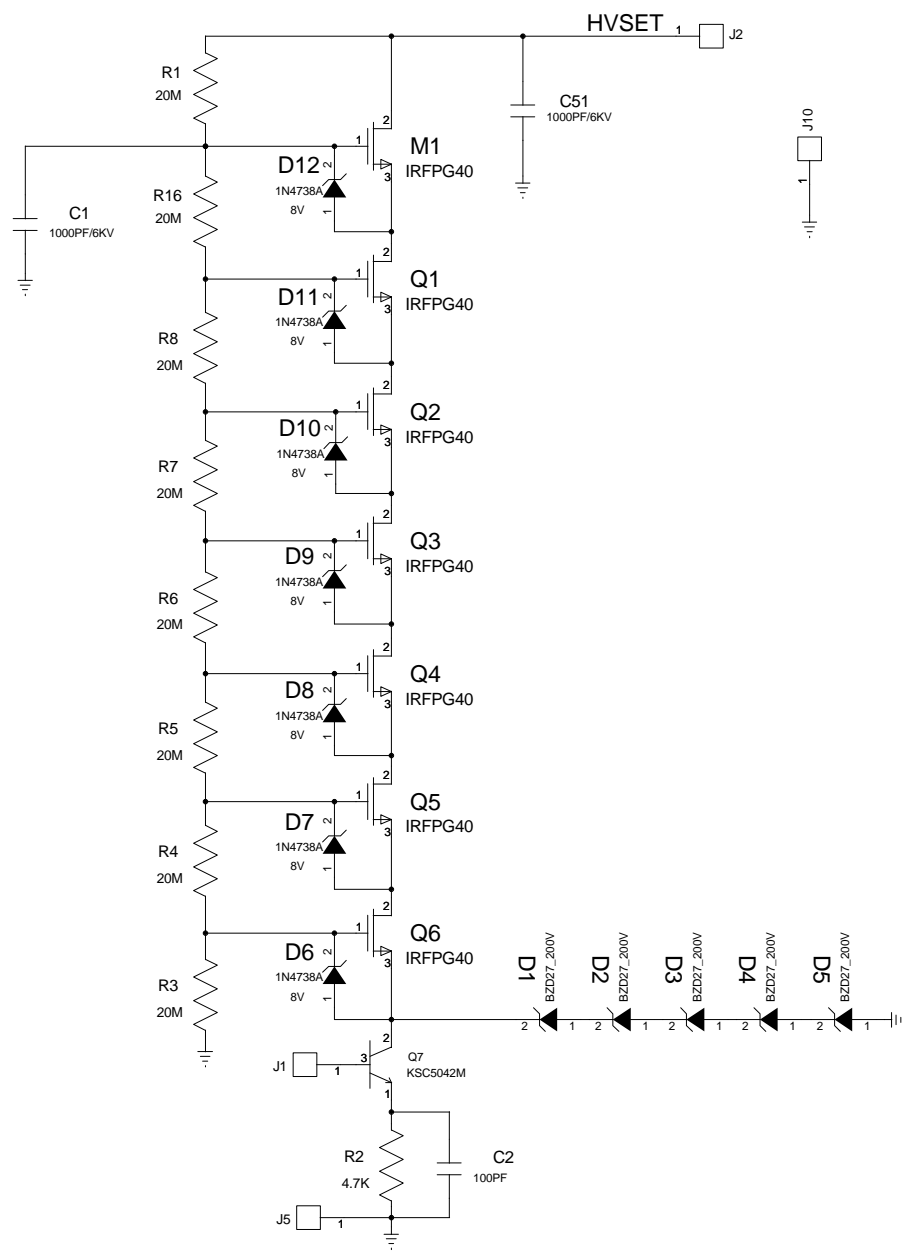 HVSET 1 J2
R1
20M
C51
1000PF/6KV
J10
1
2
1 M1
3 IRFPG40
D12 2
1N4738A
8V 1
R16
20M
C1
1000PF/6KV
2
1 Q1
3 IRFPG40
D11 2
1N4738A
8V 1
R8
20M
2
1 Q2
3 IRFPG40
D10 2
1N4738A
8V 1
R7
20M
2
1 Q3
3 IRFPG40
D9 2
1N4738A
8V 1
R6
20M
2
1 Q4
3 IRFPG40
D8 2
1N4738A
8V 1
R5
20M
2
1 Q5
3 IRFPG40
D7 2
1N4738A
8V 1
R4
20M
2
1 Q6
3 IRFPG40
D6 2
1N4738A
8V 1
R3
20M
D1
BZD27_200V
2 1
D2
BZD27_200V
2 1
D3
BZD27_200V
2 1
D4
BZD27_200V
2 1
D5
BZD27_200V
2 1
2
J1 1 3
1
Q7
KSC5042M
R2
4.7K
C2
100PF
J5 1